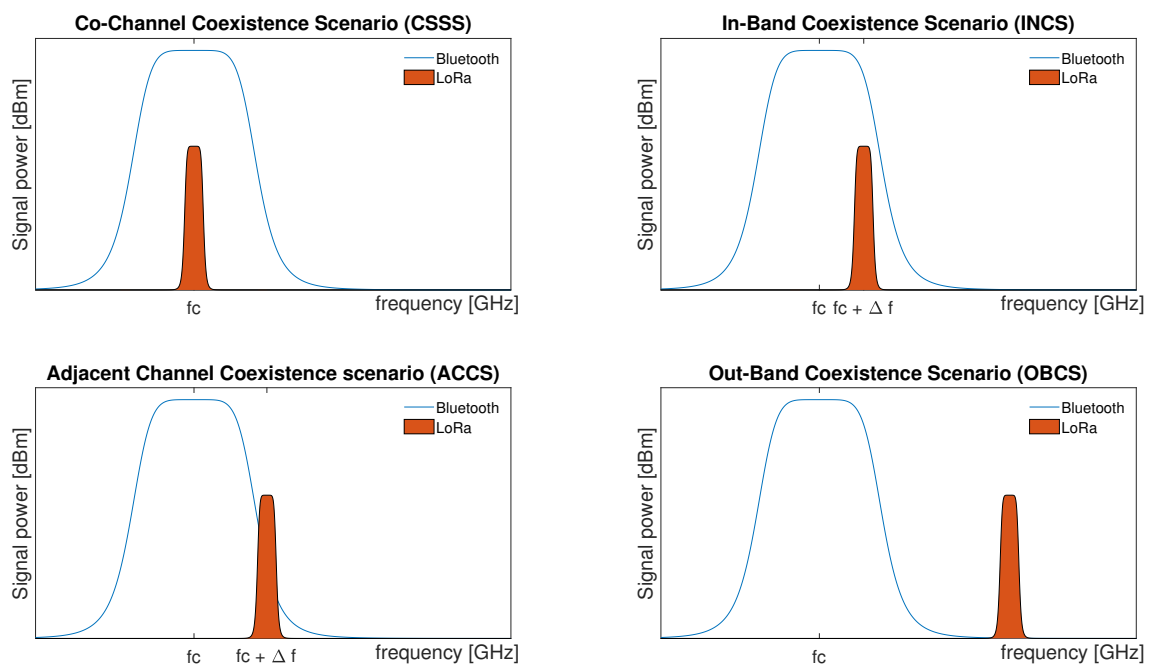 Co-Channel Coexistence Scenario (CSSS)
Signal power [dBm]
Bluetooth
LoRa
fc
frequency [GHz]
In-Band Coexistence Scenario (INCS)
Signal power [dBm]
Bluetooth
LoRa
fc fc + Δ f
frequency [GHz]
Adjacent Channel Coexistence scenario (ACCS)
Signal power [dBm]
Bluetooth
LoRa
fc fc + Δ f
frequency [GHz]
Out-Band Coexistence Scenario (OBCS)
Signal power [dBm]
Bluetooth
LoRa
fc
frequency [GHz]